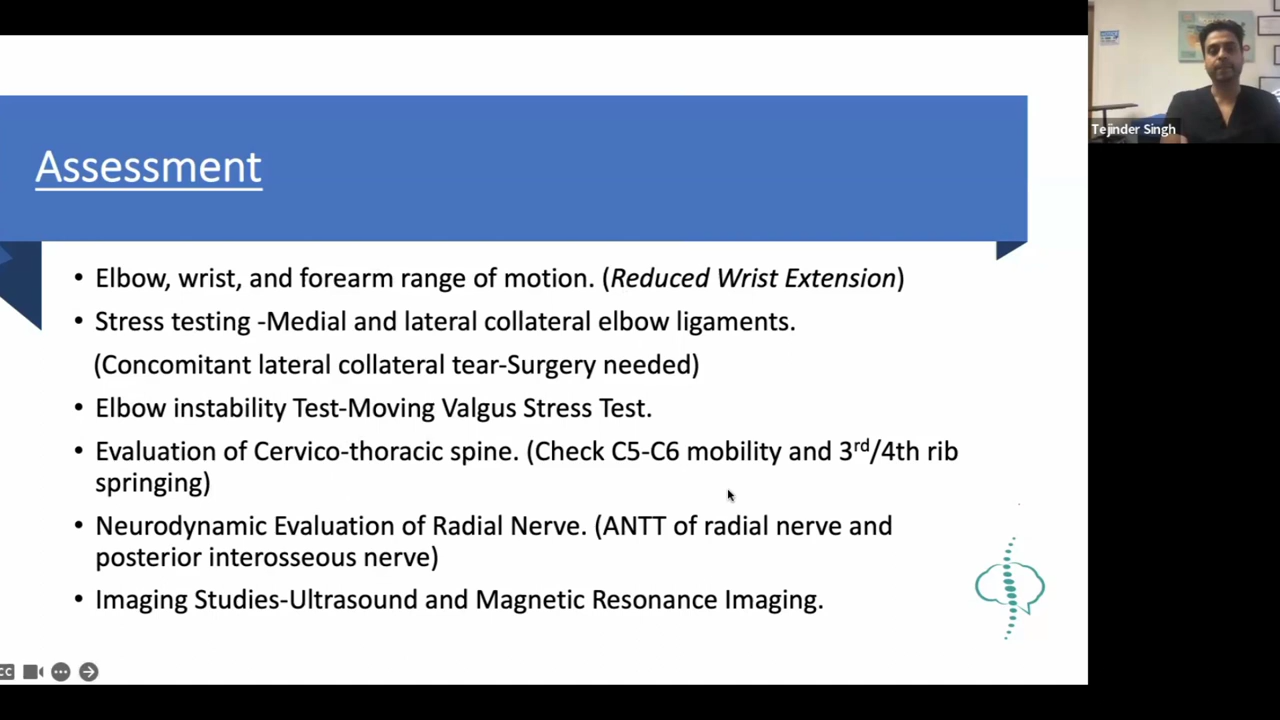 Assessment
• Elbow, wrist, and forearm range of motion. (Reduced Wrist Extension)
• Stress testing -Medial and lateral collateral elbow ligaments.
(Concomitant lateral collateral tear-Surgery needed)
• Elbow instability Test-Moving Valgus Stress Test.
• Evaluation of Cervico-thoracic spine. (Check C5-C6 mobility and 3rd/4th rib
springing)
• Neurodynamic Evaluation of Radial Nerve. (ANTT of radial nerve and
posterior interosseous nerve)
• Imaging Studies-Ultrasound and Magnetic Resonance Imaging.
Tejinder Singh
CC